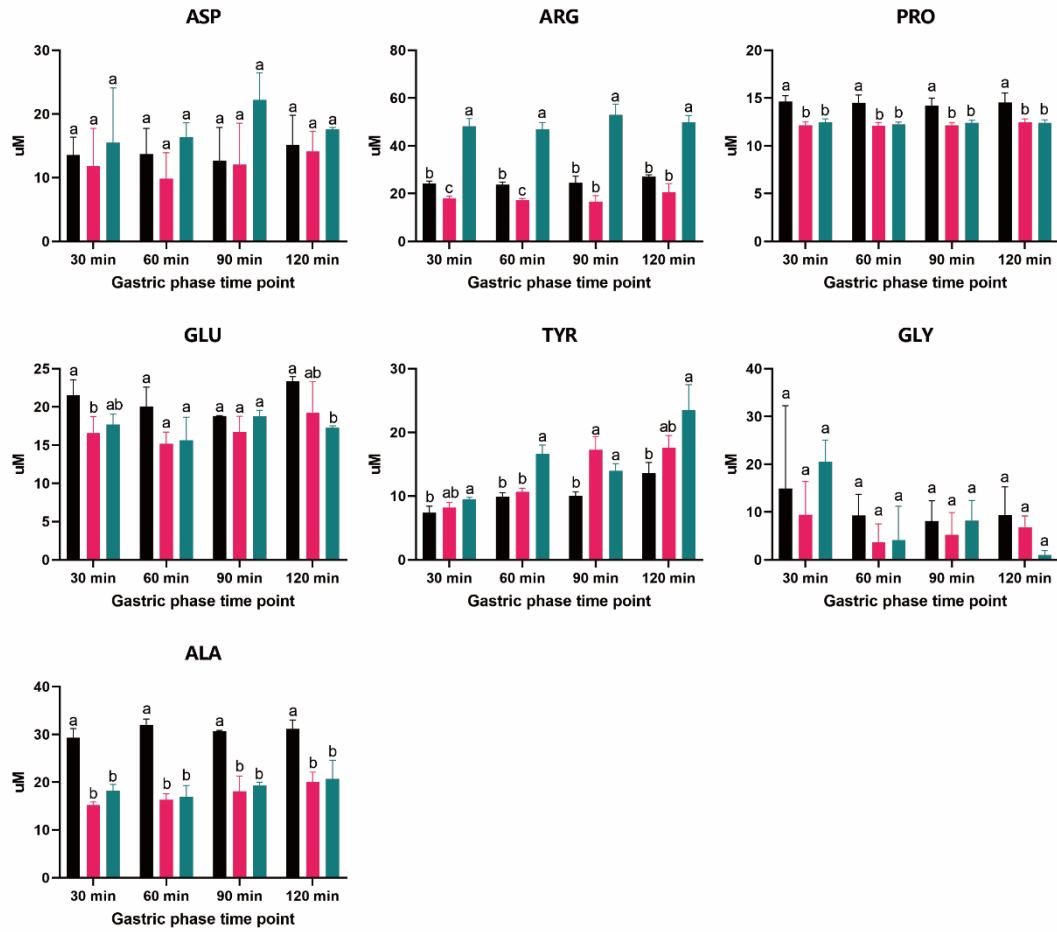 ASP
ARG
PRO
30
20
10
0
uM
a a a a a a a a a a a a
30 min 60 min 90 min 120 min
Gastric phase time point
80
60
40
20
0
uM
b c a b c a b b a b b a
30 min 60 min 90 min 120 min
Gastric phase time point
20
15
10
5
0
uM
a b b a b b a b b a b b
30 min 60 min 90 min 120 min
Gastric phase time point
GLU
TYR
GLY
25
20
15
10
5
0
uM
a b ab a a a a a a a ab b
30 min 60 min 90 min 120 min
Gastric phase time point
30
20
10
0
uM
b ab a b b a b a a b ab a
30 min 60 min 90 min 120 min
Gastric phase time point
40
30
20
10
0
uM
a a a a a a a a a a a a
30 min 60 min 90 min 120 min
Gastric phase time point
ALA
40
30
20
10
0
uM
a b b a b b a b b a b b
30 min 60 min 90 min 120 min
Gastric phase time point